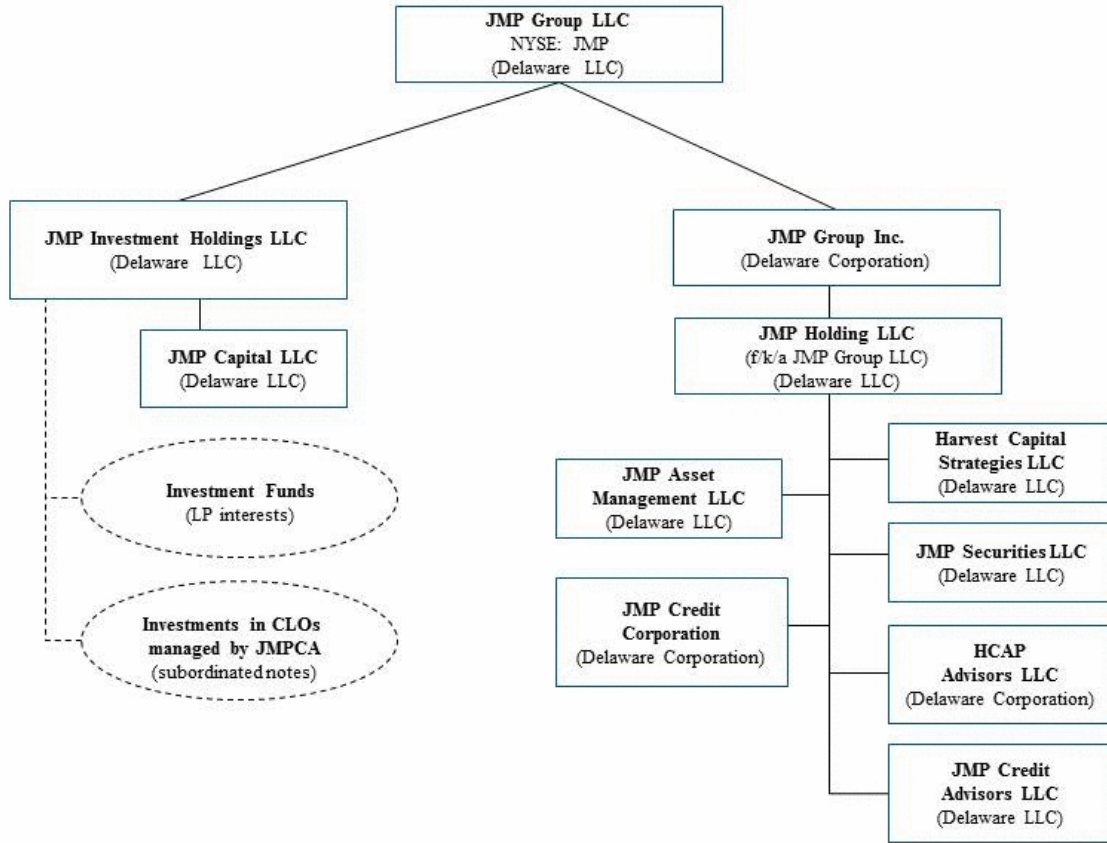 JMP Group LLC
NYSE: JMP
(Delaware LLC)
JMP Investment Holdings LLC
(Delaware LLC)
JMP Group Inc.
(Delaware Corporation)
JMP Capital LLC
(Delaware LLC)
JMP Holding LLC
(f/k/a JMP Group LLC)
(Delaware LLC)
Investment Funds
(LP interests)
Investments in CLOs
managed by JMPCA
(subordinated notes)
JMP Asset
Management LLC
(Delaware LLC)
JMP Credit
Corporation
(Delaware Corporation)
Harvest Capital
Strategies LLC
(Delaware LLC)
JMP Securities LLC
(Delaware LLC)
HCAP
Advisors LLC
(Delaware Corporation)
JMP Credit
Advisors LLC
(Delaware LLC)